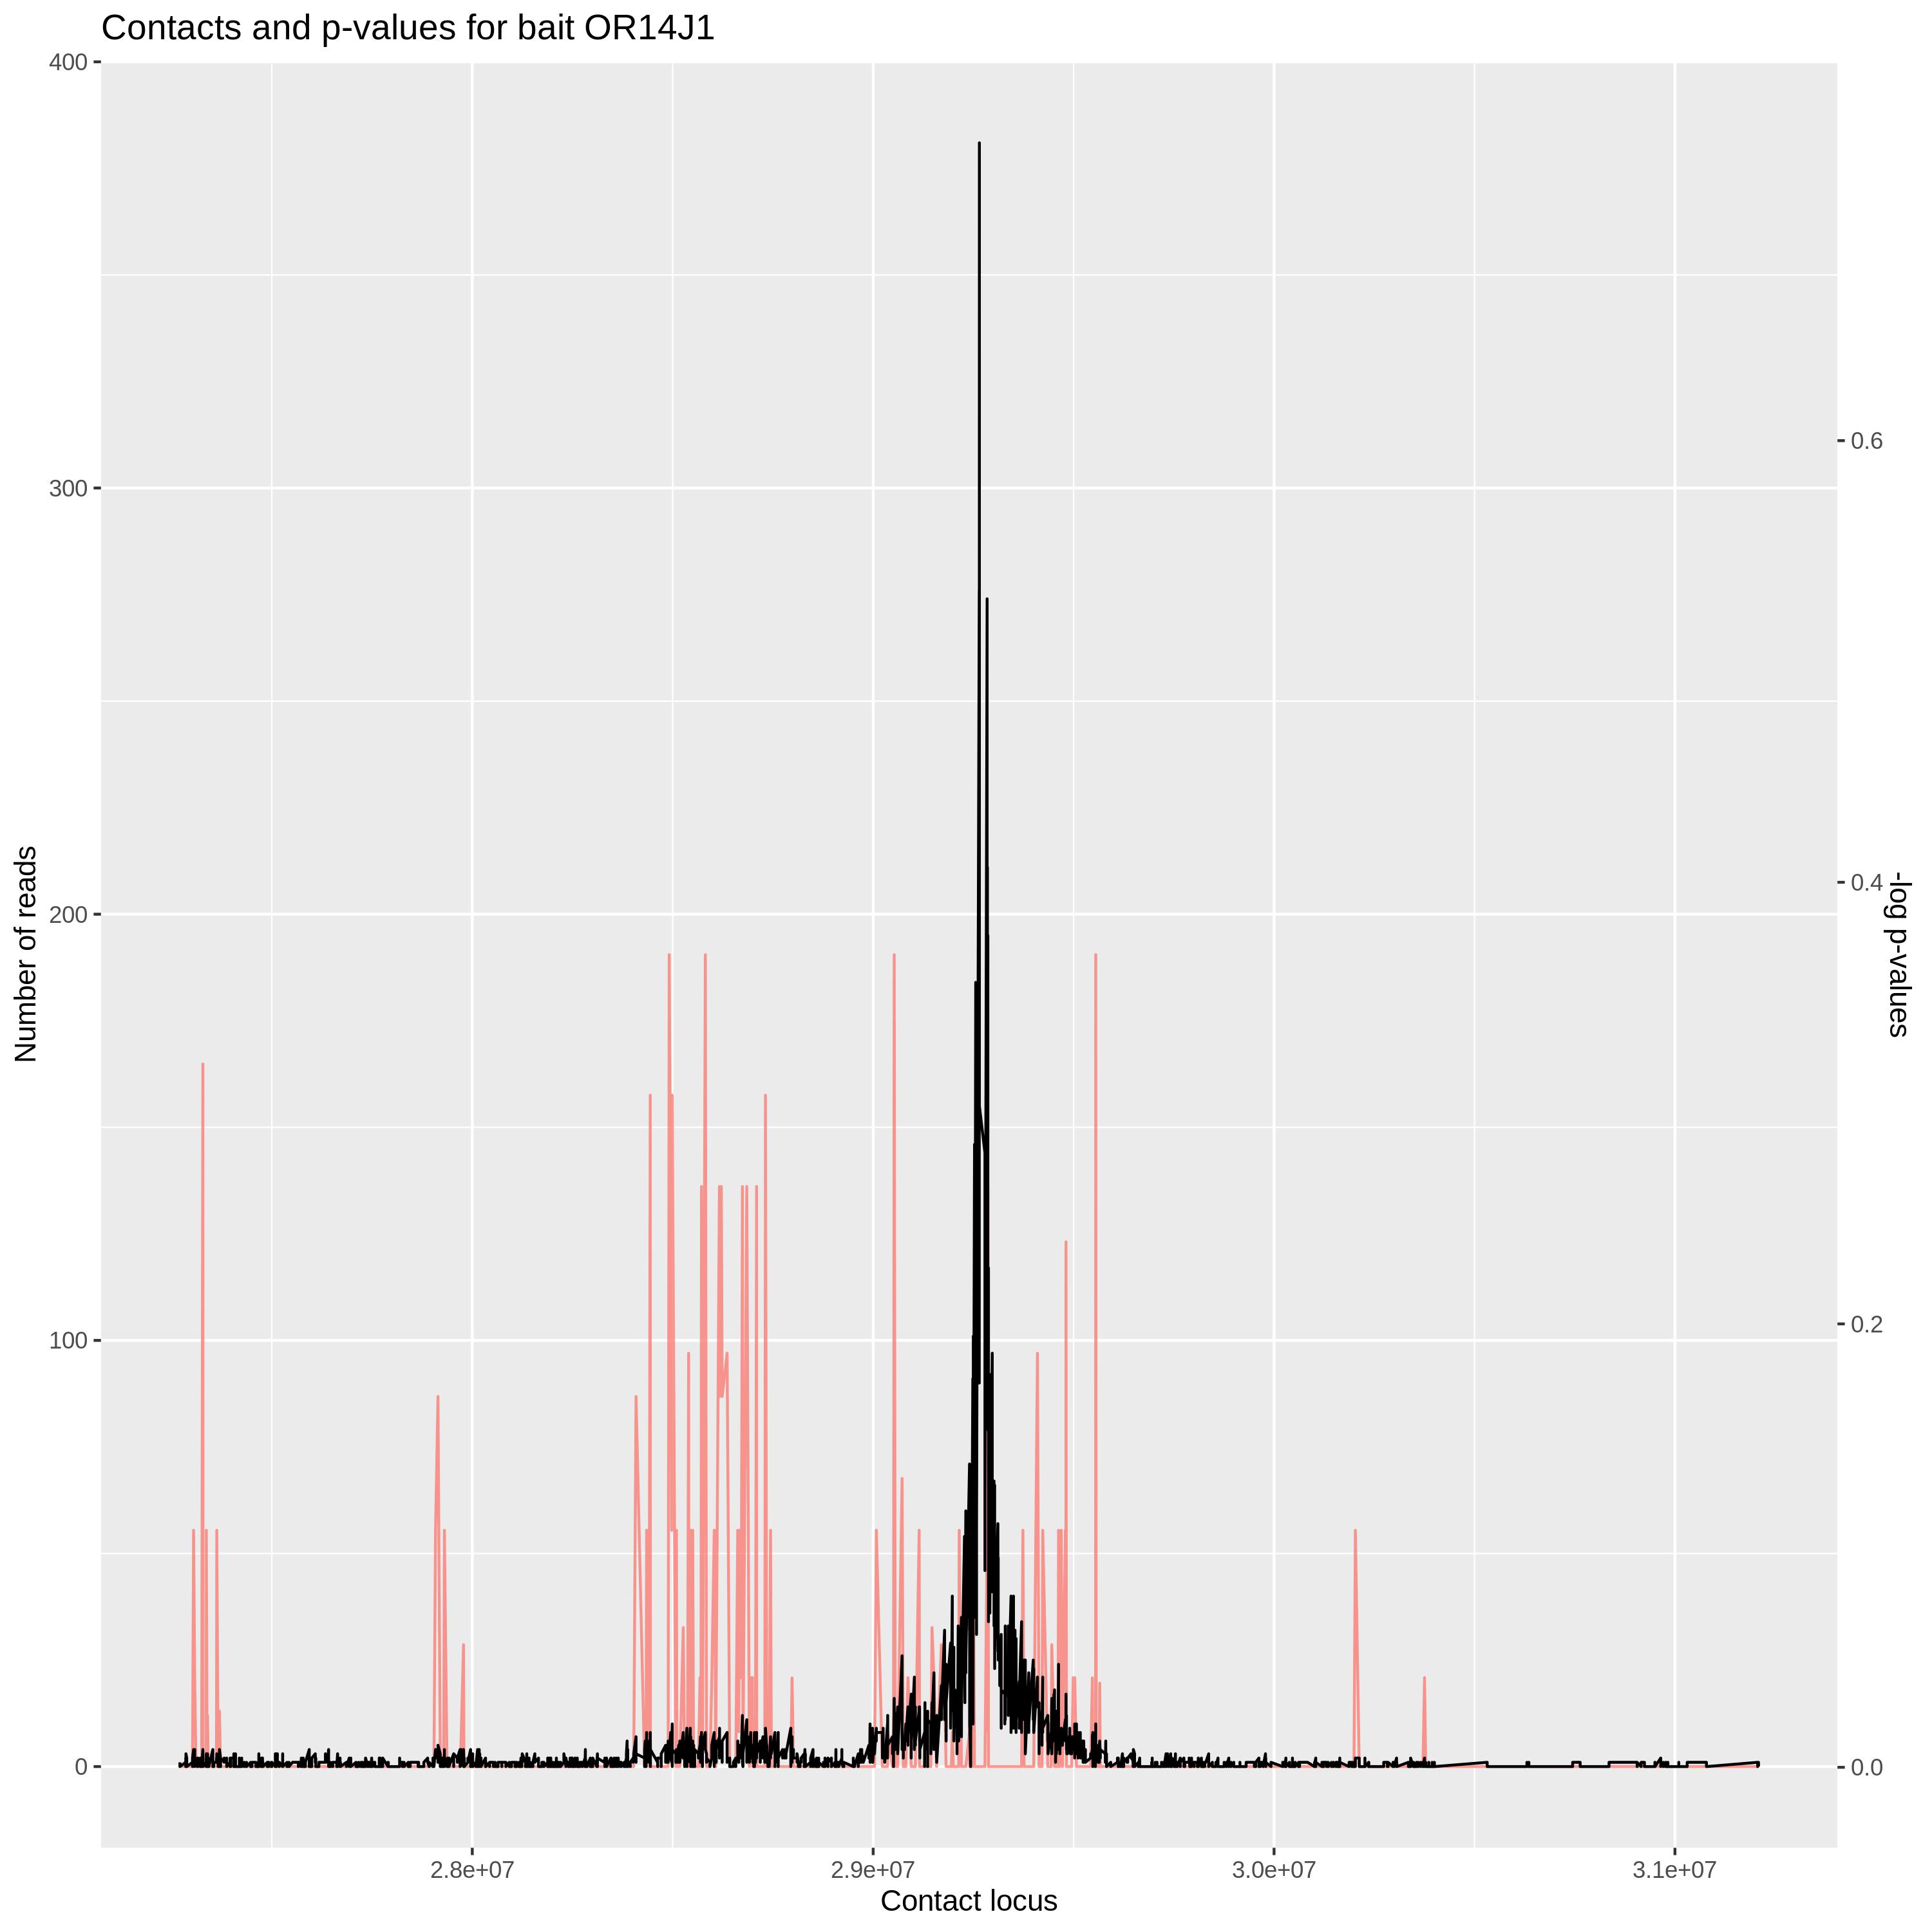 Contacts and p-values for bait OR14J1
400
300
200
100
0
Number of reads
0.6
0.4
0.2
0.0
-log p-values
2.8e+07
2.9e+07
3.0e+07
3.1e+07
Contact locus